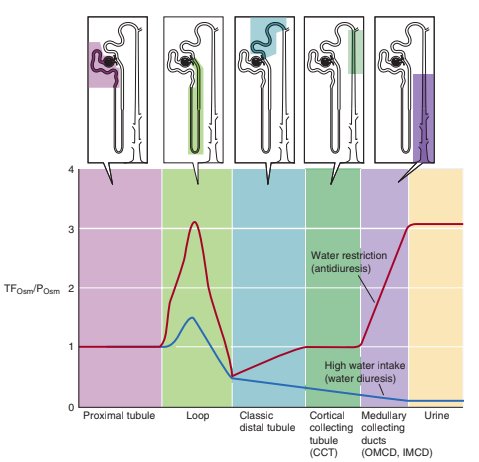 4
3
2
1
0
TFOsm/POsm
Water restriction
(antidiuresis)
High water intake
(water diuresis)
Proximal tubule
Loop
Classic
distal tubule
Cortical
collecting
tubule
(CCT)
Medullary
collecting
ducts
(OMCD, IMCD)
Urine